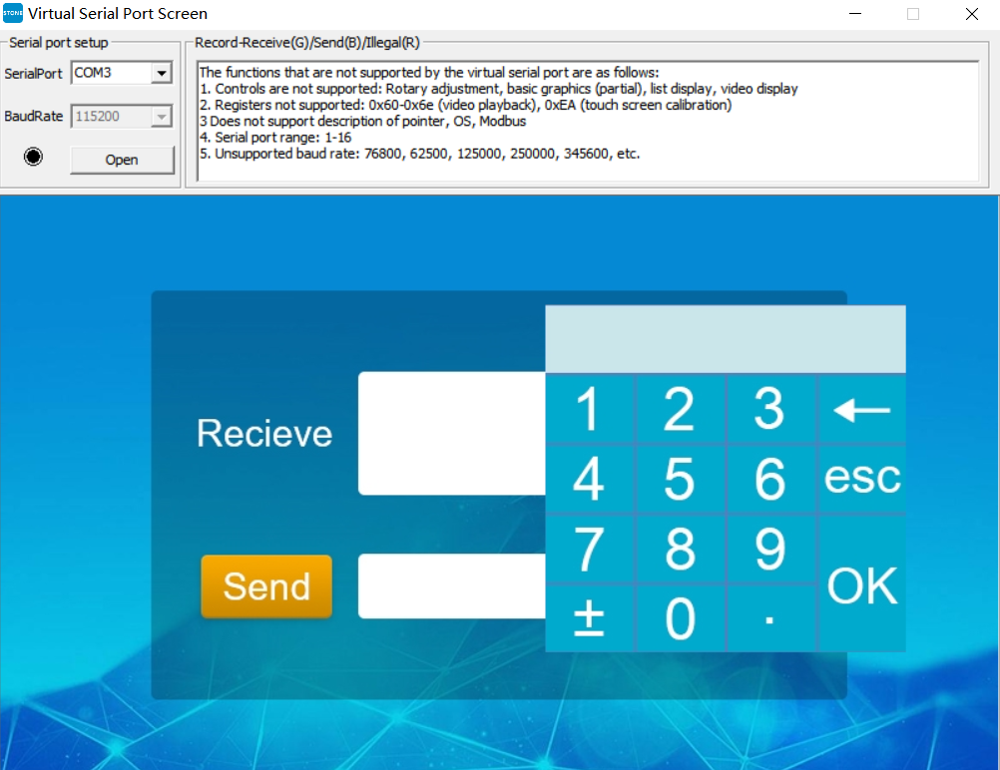 STONE Virtual Serial Port Screen
Serial port setup
SerialPort COM3
BaudRate 115200
Open
Record-Receive(G)/Send(B)/Illegal(R)
The functions that are not supported by the virtual serial port are as follows:
1. Controls are not supported: Rotary adjustment, basic graphics (partial), list display, video display
2. Registers not supported: 0x60-0x6e (video playback), 0xEA (touch screen calibration)
3 Does not support description of pointer, OS, Modbus
4. Serial port range: 1-16
5. Unsupported baud rate: 76800, 62500, 125000, 250000, 345600, etc.
Recieve
Send
1 2 3 ←
4 5 6 esc
7 8 9 OK
± 0 .